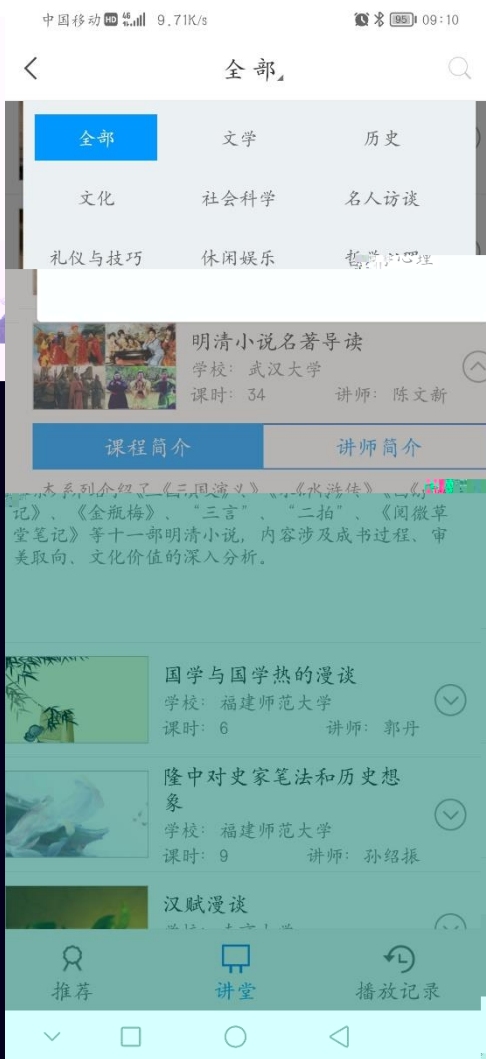 中国移动 HD 46 9.71K/s 95 09:10
全部
全部 文学 历史
文化 社会科学 名人访谈
礼仪与技巧 休闲娱乐
明清小说名著导读
学校：武汉大学
课时：34 讲师：陈文新
课程简介 讲师简介
本系列介绍了《三国演义》、《水浒传》、
记》、《金瓶梅》、“三言”、“二拍”、《阅微草
堂笔记》等十一部明清小说，内容涉及成书过程、审
美取向、文化价值的深入分析。
国学与国学热的漫谈
学校：福建师范大学
课时：6 讲师：郭丹
隆中对史家笔法和历史想
象
学校：福建师范大学
课时：9 讲师：孙绍振
汉赋漫谈
推荐 讲堂 播放记录